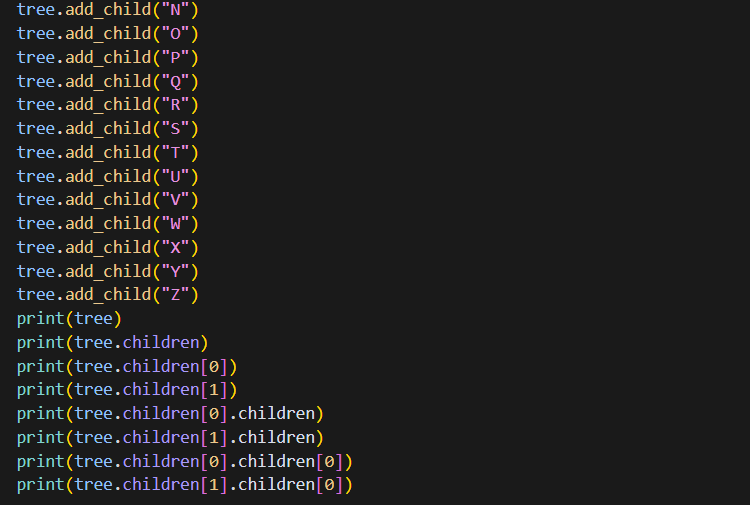 tree.add_child("N")
tree.add_child("O")
tree.add_child("P")
tree.add_child("Q")
tree.add_child("R")
tree.add_child("S")
tree.add_child("T")
tree.add_child("U")
tree.add_child("V")
tree.add_child("W")
tree.add_child("X")
tree.add_child("Y")
tree.add_child("Z")
print(tree)
print(tree.children)
print(tree.children[0])
print(tree.children[1])
print(tree.children[0].children)
print(tree.children[1].children)
print(tree.children[0].children[0])
print(tree.children[1].children[0])